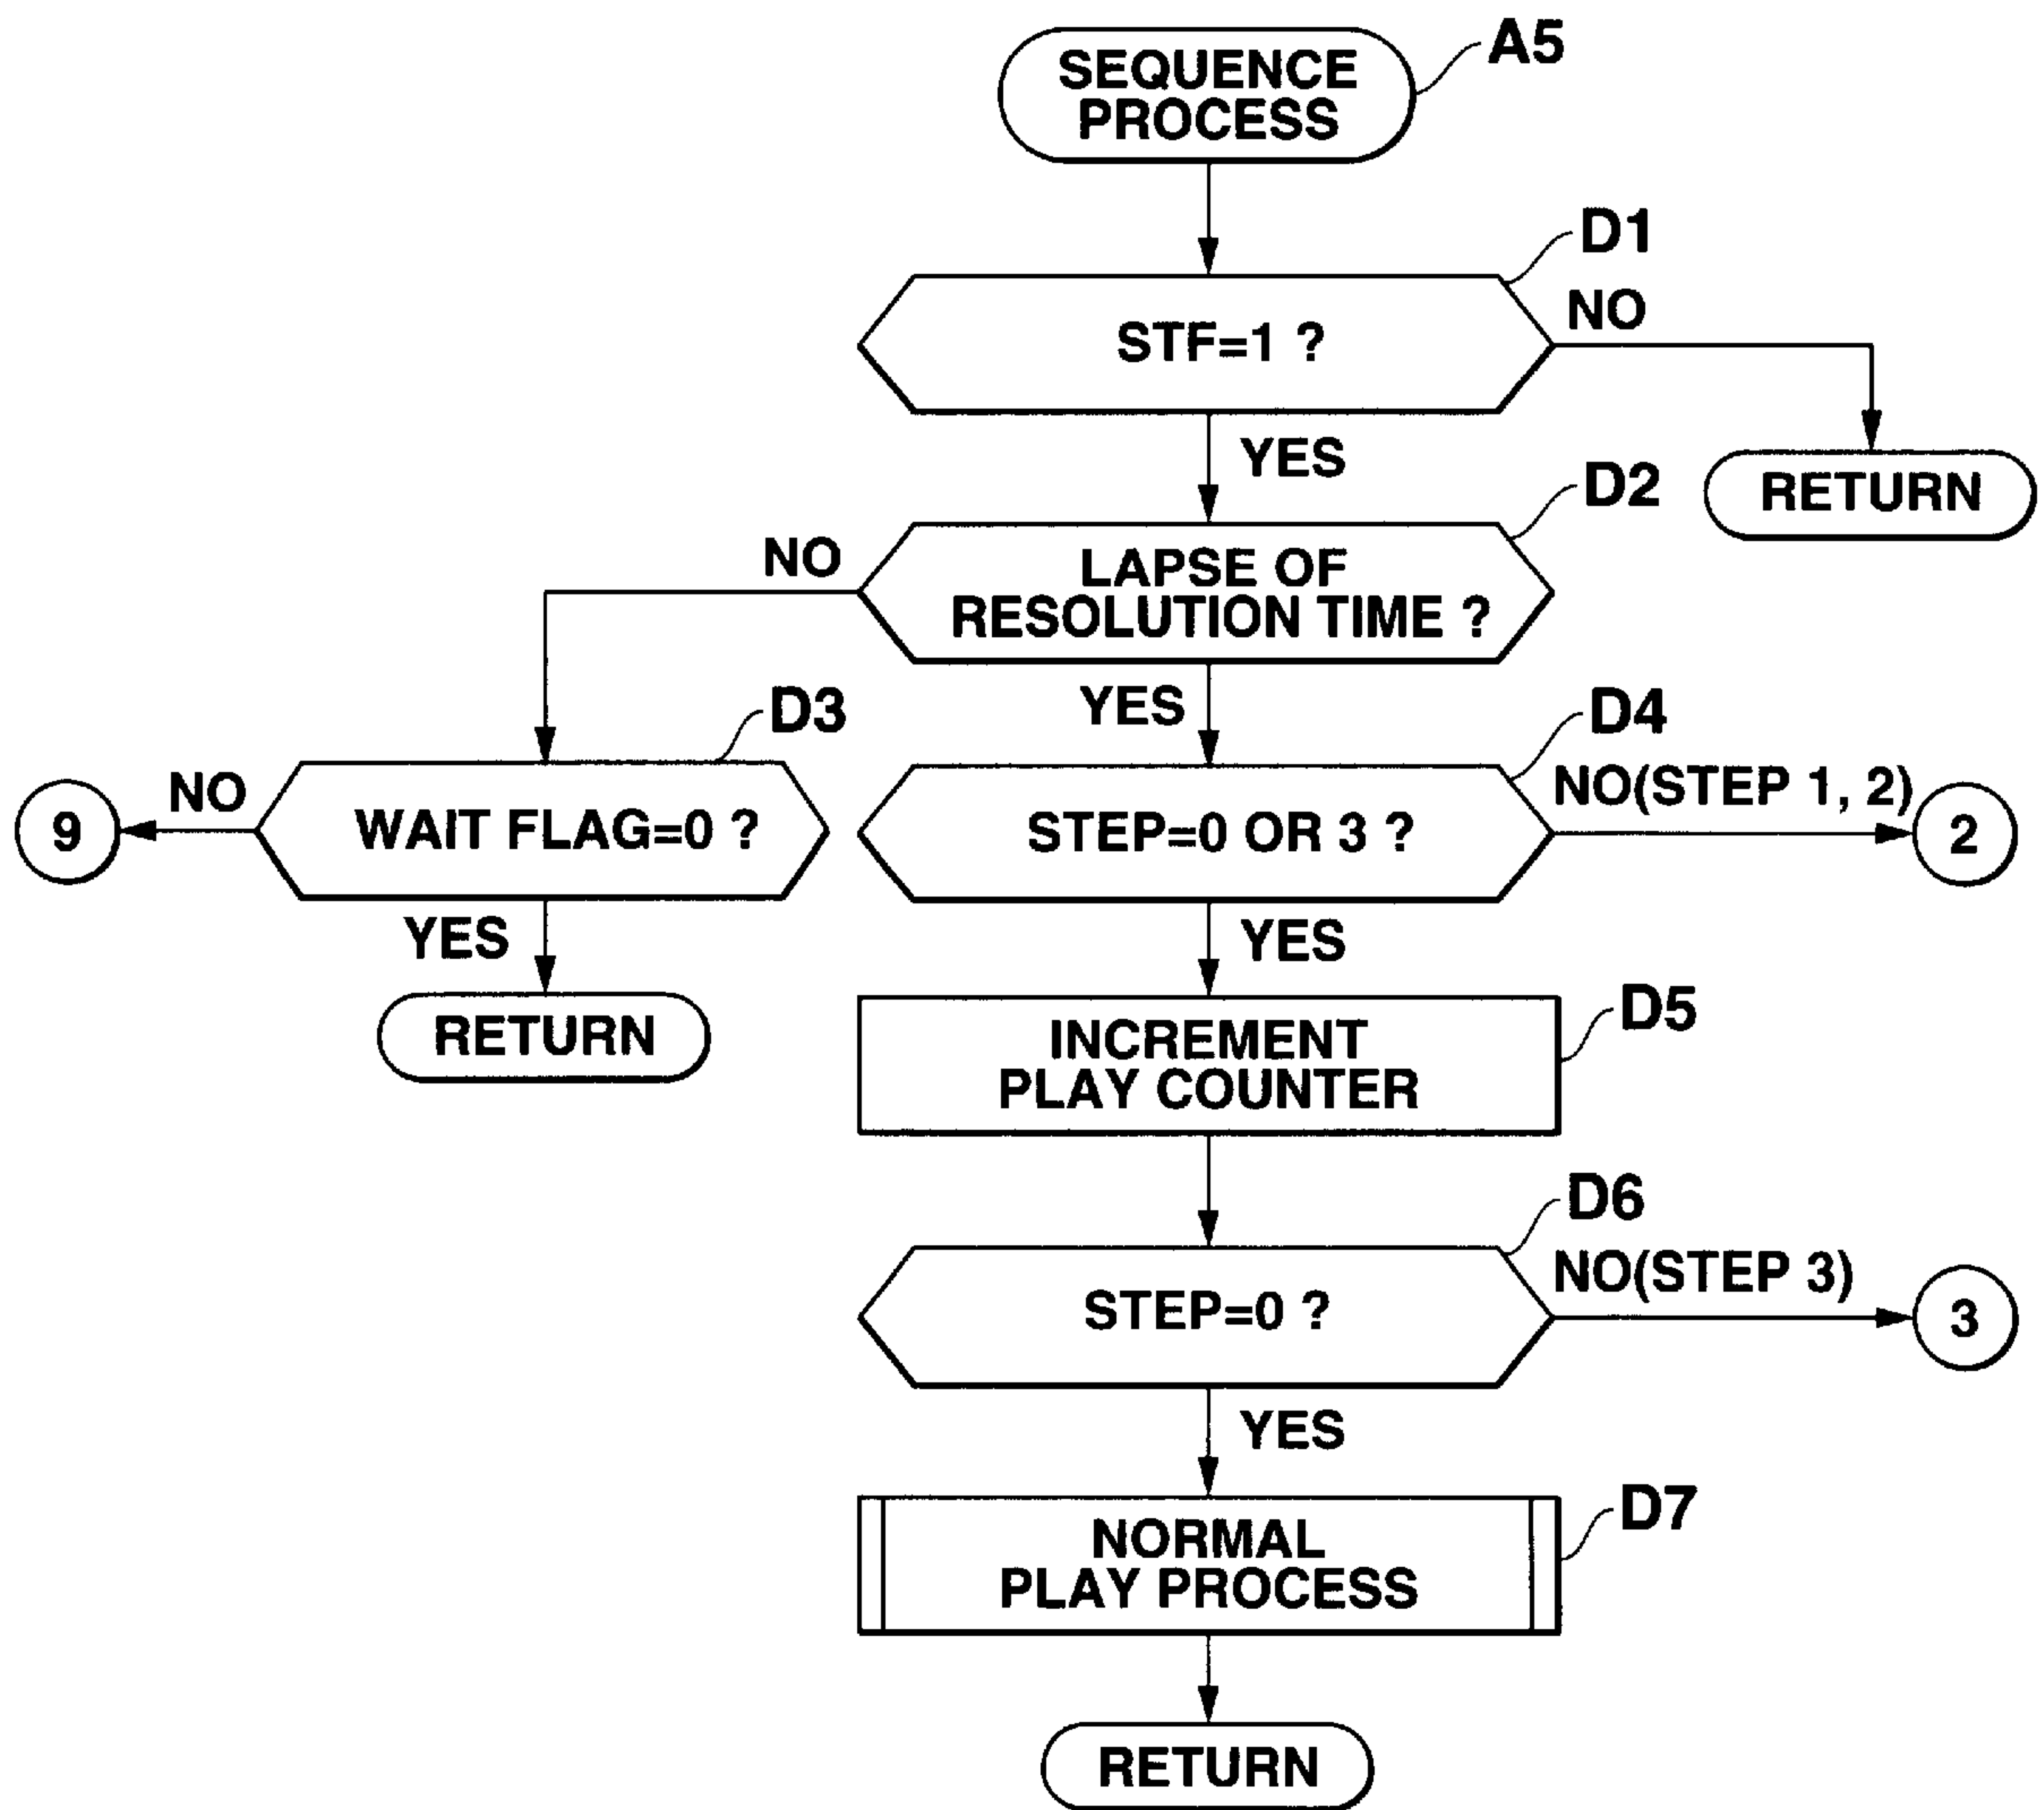 SEQUENCE
PROCESS
A5
D1
STF=1 ?
NO
YES
RETURN
D2
NO
LAPSE OF
RESOLUTION TIME ?
YES
D3
D4
9
NO
WAIT FLAG=0 ?
STEP=0 OR 3 ?
NO(STEP 1, 2)
2
YES
YES
RETURN
D5
INCREMENT
PLAY COUNTER
D6
STEP=0 ?
NO(STEP 3)
3
YES
D7
NORMAL
PLAY PROCESS
RETURN